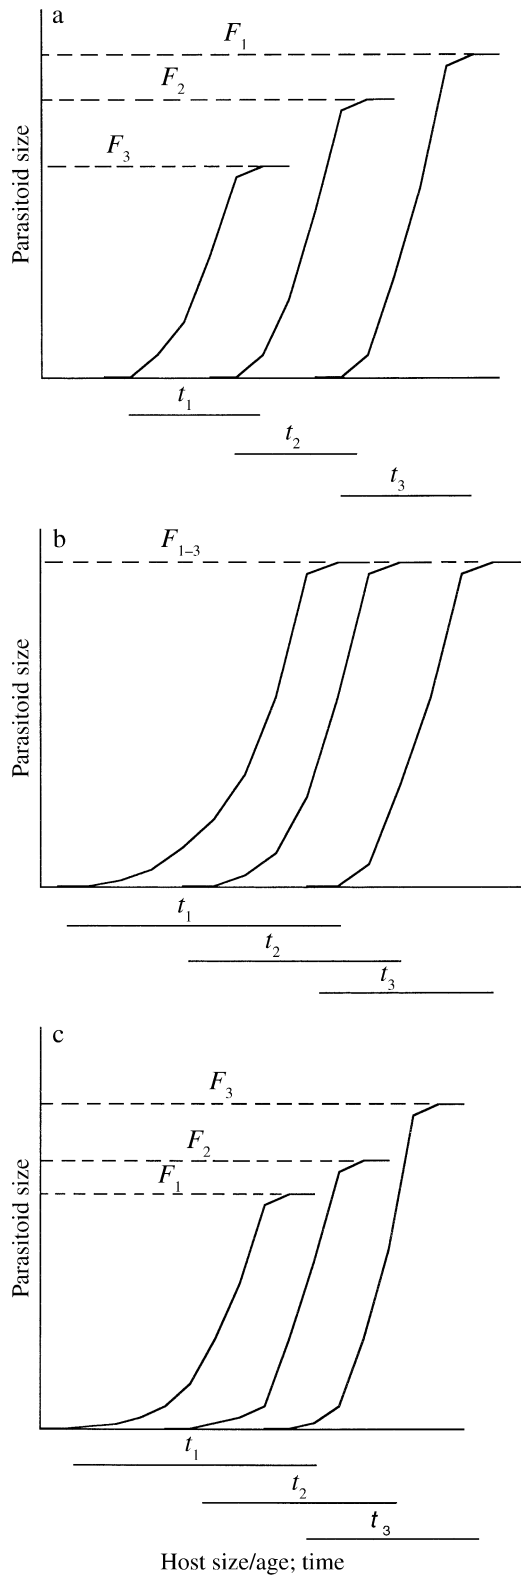 a
F1
F2
F3
Parasitoid size
t1
t2
t3
b
F1–3
Parasitoid size
t1
t2
t3
c
F3
F2
F1
Parasitoid size
t1
t2
t3
Host size/age; time